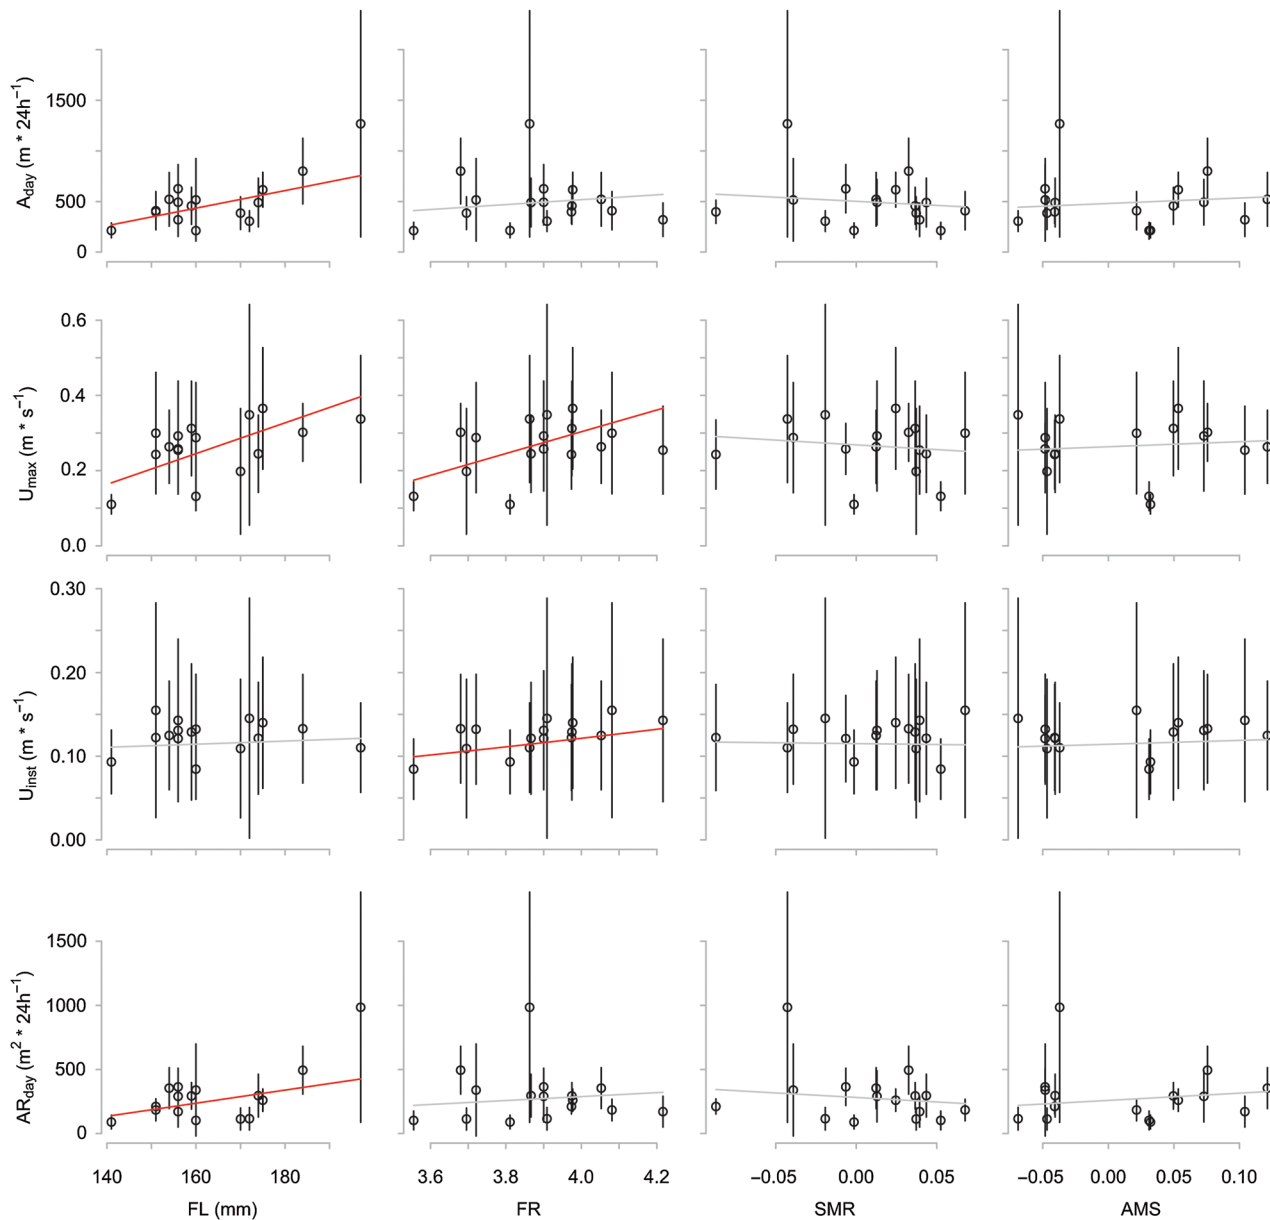 A_day (m * 24h⁻¹)
1500
500
0
U_max (m * s⁻¹)
0.6
0.4
0.2
0.0
U_inst (m * s⁻¹)
0.30
0.20
0.10
0.00
AR_day (m² * 24h⁻¹)
1500
1000
500
0
140 160 180 3.6 3.8 4.0 4.2 −0.05 0.00 0.05 −0.05 0.00 0.05 0.10
FL (mm) FR SMR AMS